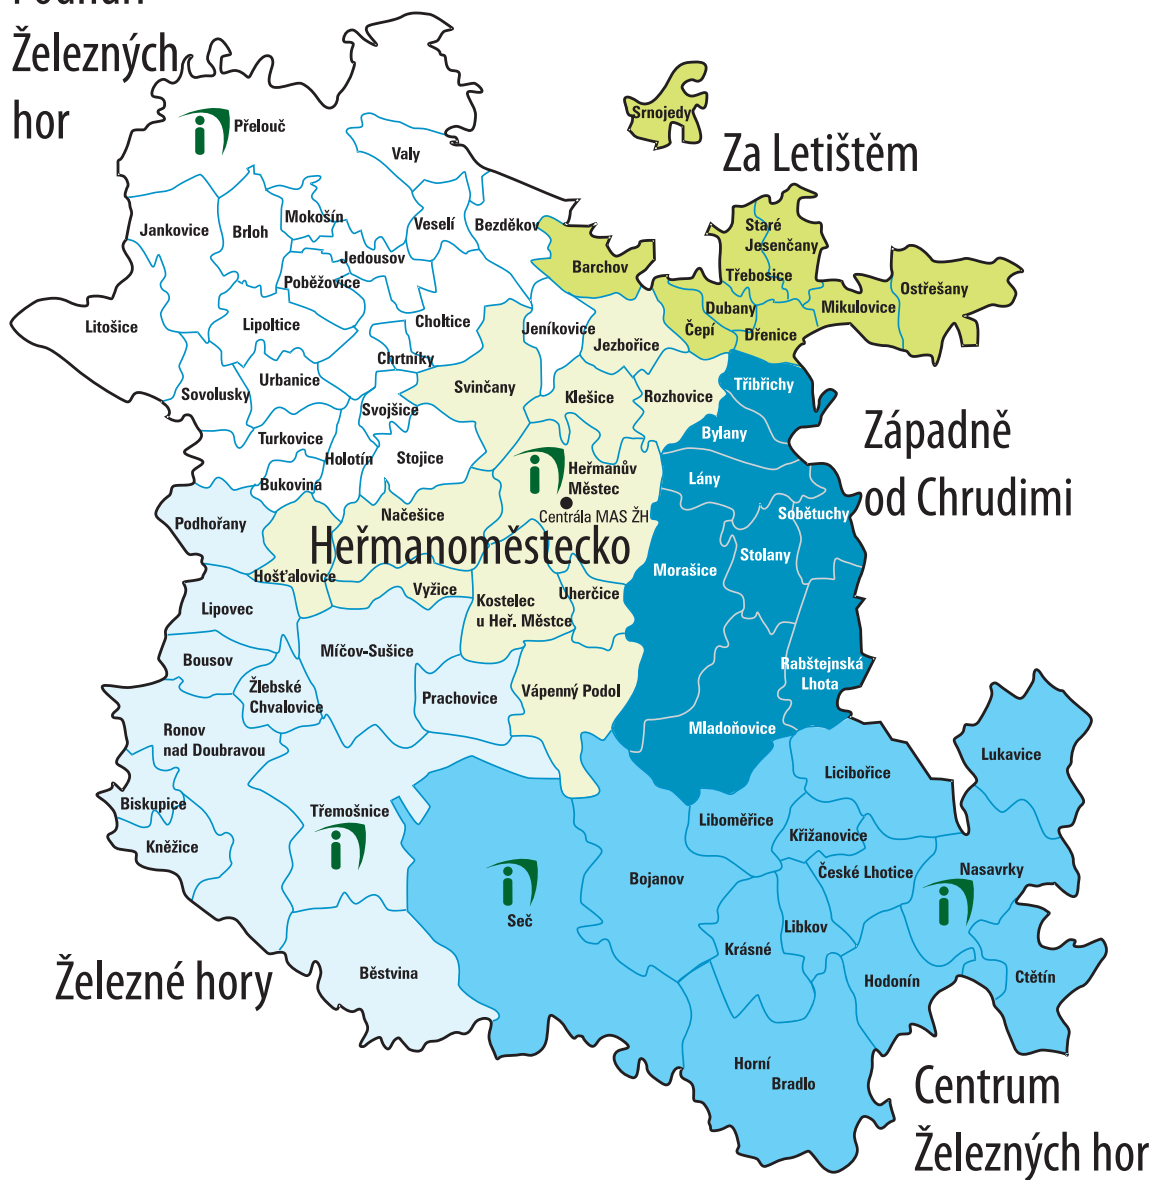 Železných
hor
Přelouč
Srnojedy
Za Letištěm
Valy
Jankovice
Brloh
Mokošín
Veselí
Bezděkov
Staré
Jesenčany
Jedousov
Barchov
Třebosice
Poběžovice
Ostřešany
Litošice
Lipoltice
Choltice
Jeníkovice
Dubany
Mikulovice
Čepí
Dřenice
Jezbořice
Chrtníky
Sovolusky
Urbanice
Svinčany
Klešice
Rozhovice
Třibřichy
Svojšice
Západně
od Chrudimi
Turkovice
Holotín
Stojice
Bylany
Bukovina
Heřmanův
Městec
Centrála MAS ŽH
Lány
Podhořany
Načešice
Sobětuchy
Heřmanoměstecko
Stolany
Hošťalovice
Vyžice
Morašice
Lipovec
Kostelec
u Heř. Městce
Uherčice
Bousov
Míčov-Sušice
Žlebské
Chvalovice
Prachovice
Vápenný Podol
Rabštejnská
Lhota
Ronov
nad Doubravou
Mladoňovice
Lukavice
Licibořice
Biskupice
Třemošnice
Liboměřice
Křižanovice
Kněžice
České Lhotice
Nasavrky
Bojanov
Seč
Libkov
Krásné
Železné hory
Běstvina
Hodonín
Ctětín
Horní
Bradlo
Centrum
Železných hor